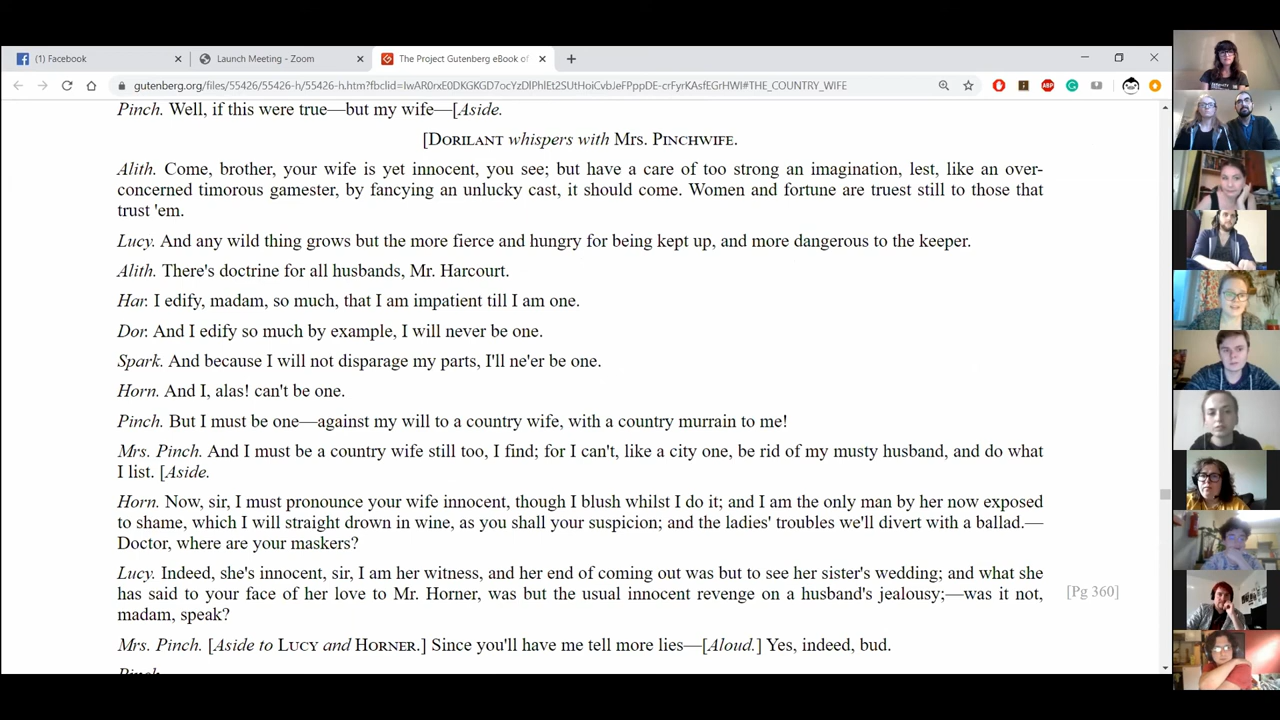 (1) Facebook
Launch Meeting - Zoom
The Project Gutenberg eBook of
gutenberg.org/files/55426/55426-h/55426-h.htm?fbclid=IwAR0rxE0DKGKGD7ocYzDIPhlEt2SUtHoiCvbJeFPppDE-crFyrKAsfEGrHWI#THE_COUNTRY_WIFE
Pinch. Well, if this were true—but my wife—[Aside.
[DORILANT whispers with Mrs. PINCHWIFE.
Alith. Come, brother, your wife is yet innocent, you see; but have a care of too strong an imagination, lest, like an over-
concerned timorous gamester, by fancying an unlucky cast, it should come. Women and fortune are truest still to those that
trust 'em.
Lucy. And any wild thing grows but the more fierce and hungry for being kept up, and more dangerous to the keeper.
Alith. There's doctrine for all husbands, Mr. Harcourt.
Har. I edify, madam, so much, that I am impatient till I am one.
Dor. And I edify so much by example, I will never be one.
Spark. And because I will not disparage my parts, I'll ne'er be one.
Horn. And I, alas! can't be one.
Pinch. But I must be one—against my will to a country wife, with a country murrain to me!
Mrs. Pinch. And I must be a country wife still too, I find; for I can't, like a city one, be rid of my musty husband, and do what
I list. [Aside.
Horn. Now, sir, I must pronounce your wife innocent, though I blush whilst I do it; and I am the only man by her now exposed
to shame, which I will straight drown in wine, as you shall your suspicion; and the ladies' troubles we'll divert with a ballad.—
Doctor, where are your maskers?
Lucy. Indeed, she's innocent, sir, I am her witness, and her end of coming out was but to see her sister's wedding; and what she
has said to your face of her love to Mr. Horner, was but the usual innocent revenge on a husband's jealousy;—was it not,
madam, speak?
[Pg 360]
Mrs. Pinch. [Aside to LUCY and HORNER.] Since you'll have me tell more lies—[Aloud.] Yes, indeed, bud.